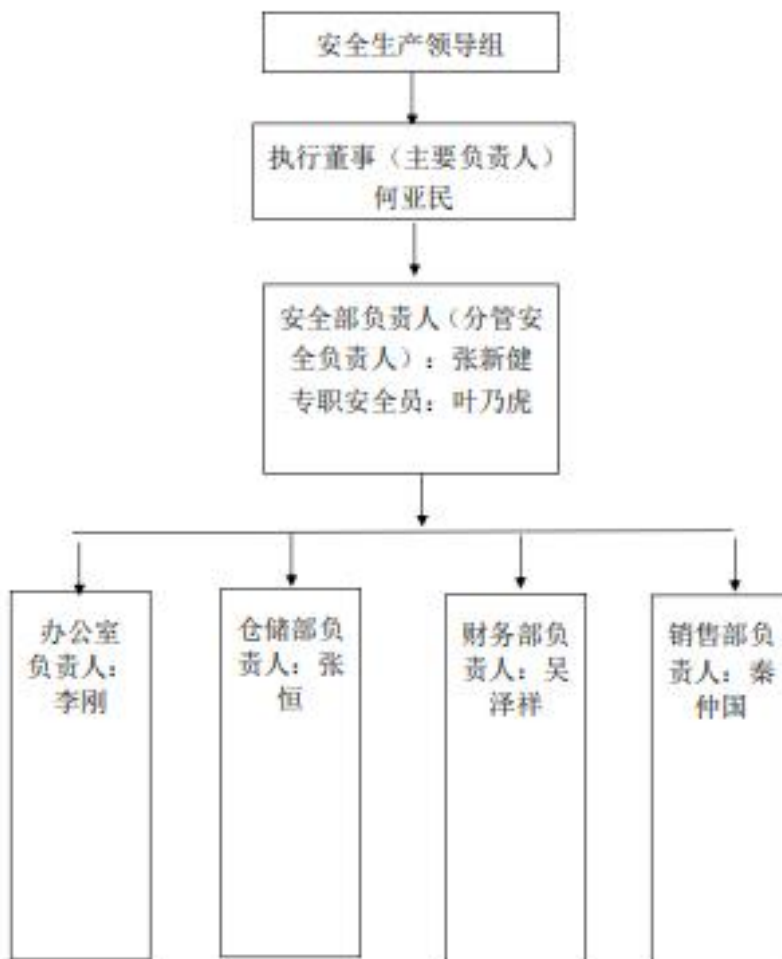 安全生产领导组
执行董事（主要负责人）
何亚民
安全部负责人（分管安
全负责人）：张新健
专职安全员：叶乃虎
办公室
负责人：
李刚
仓储部负
责人：张
恒
财务部负
责人：吴
泽祥
销售部负
责人：秦
仲国